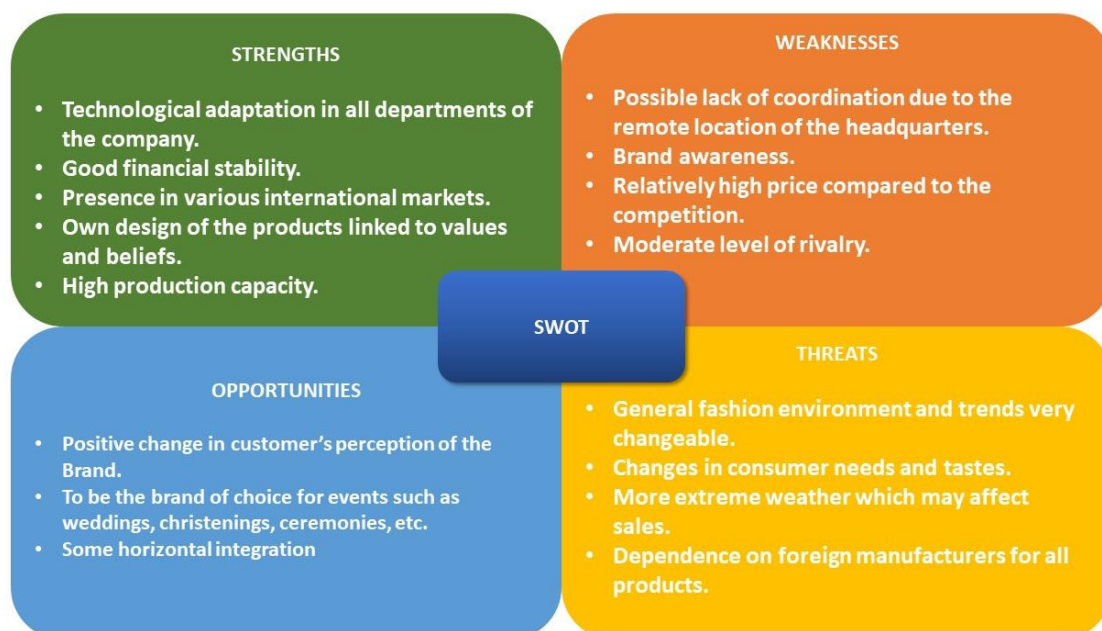 STRENGTHS
• Technological adaptation in all departments of
the company.
• Good financial stability.
• Presence in various international markets.
• Own design of the products linked to values
and beliefs.
• High production capacity.
WEAKNESSES
• Possible lack of coordination due to the
remote location of the headquarters.
• Brand awareness.
• Relatively high price compared to the
competition.
• Moderate level of rivalry.
SWOT
OPPORTUNITIES
• Positive change in customer’s perception of the
Brand.
• To be the brand of choice for events such as
weddings, christenings, ceremonies, etc.
• Some horizontal integration
THREATS
• General fashion environment and trends very
changeable.
• Changes in consumer needs and tastes.
• More extreme weather which may affect
sales.
• Dependence on foreign manufacturers for all
products.